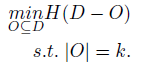 min H(D − O)
O⊆D
s.t. |O| = k.